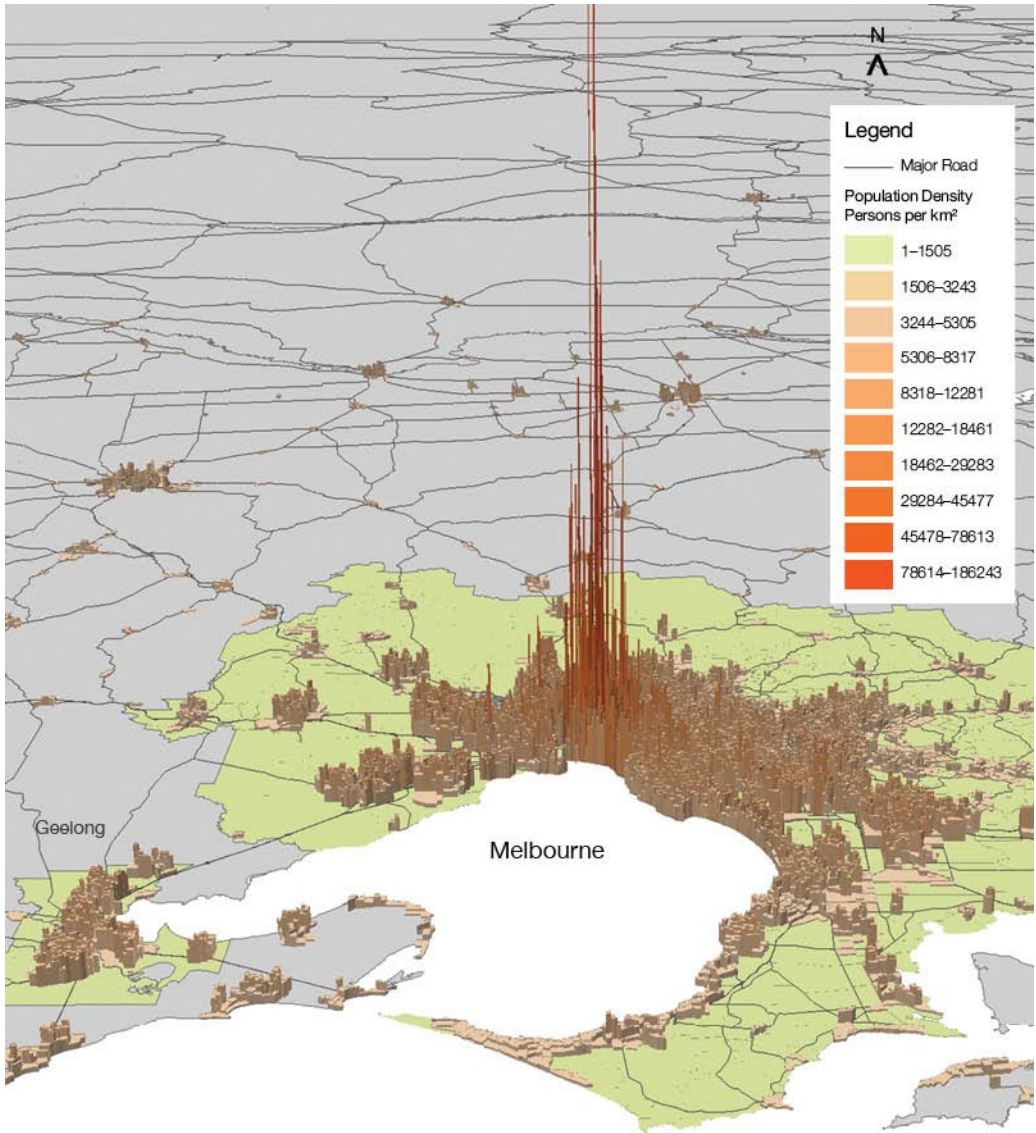 N
Legend
Major Road
Population Density
Persons per km²
1–1505
1506–3243
3244–5305
5306–8317
8318–12281
12282–18461
18462–29283
29284–45477
45478–78613
78614–186243
Geelong
Melbourne